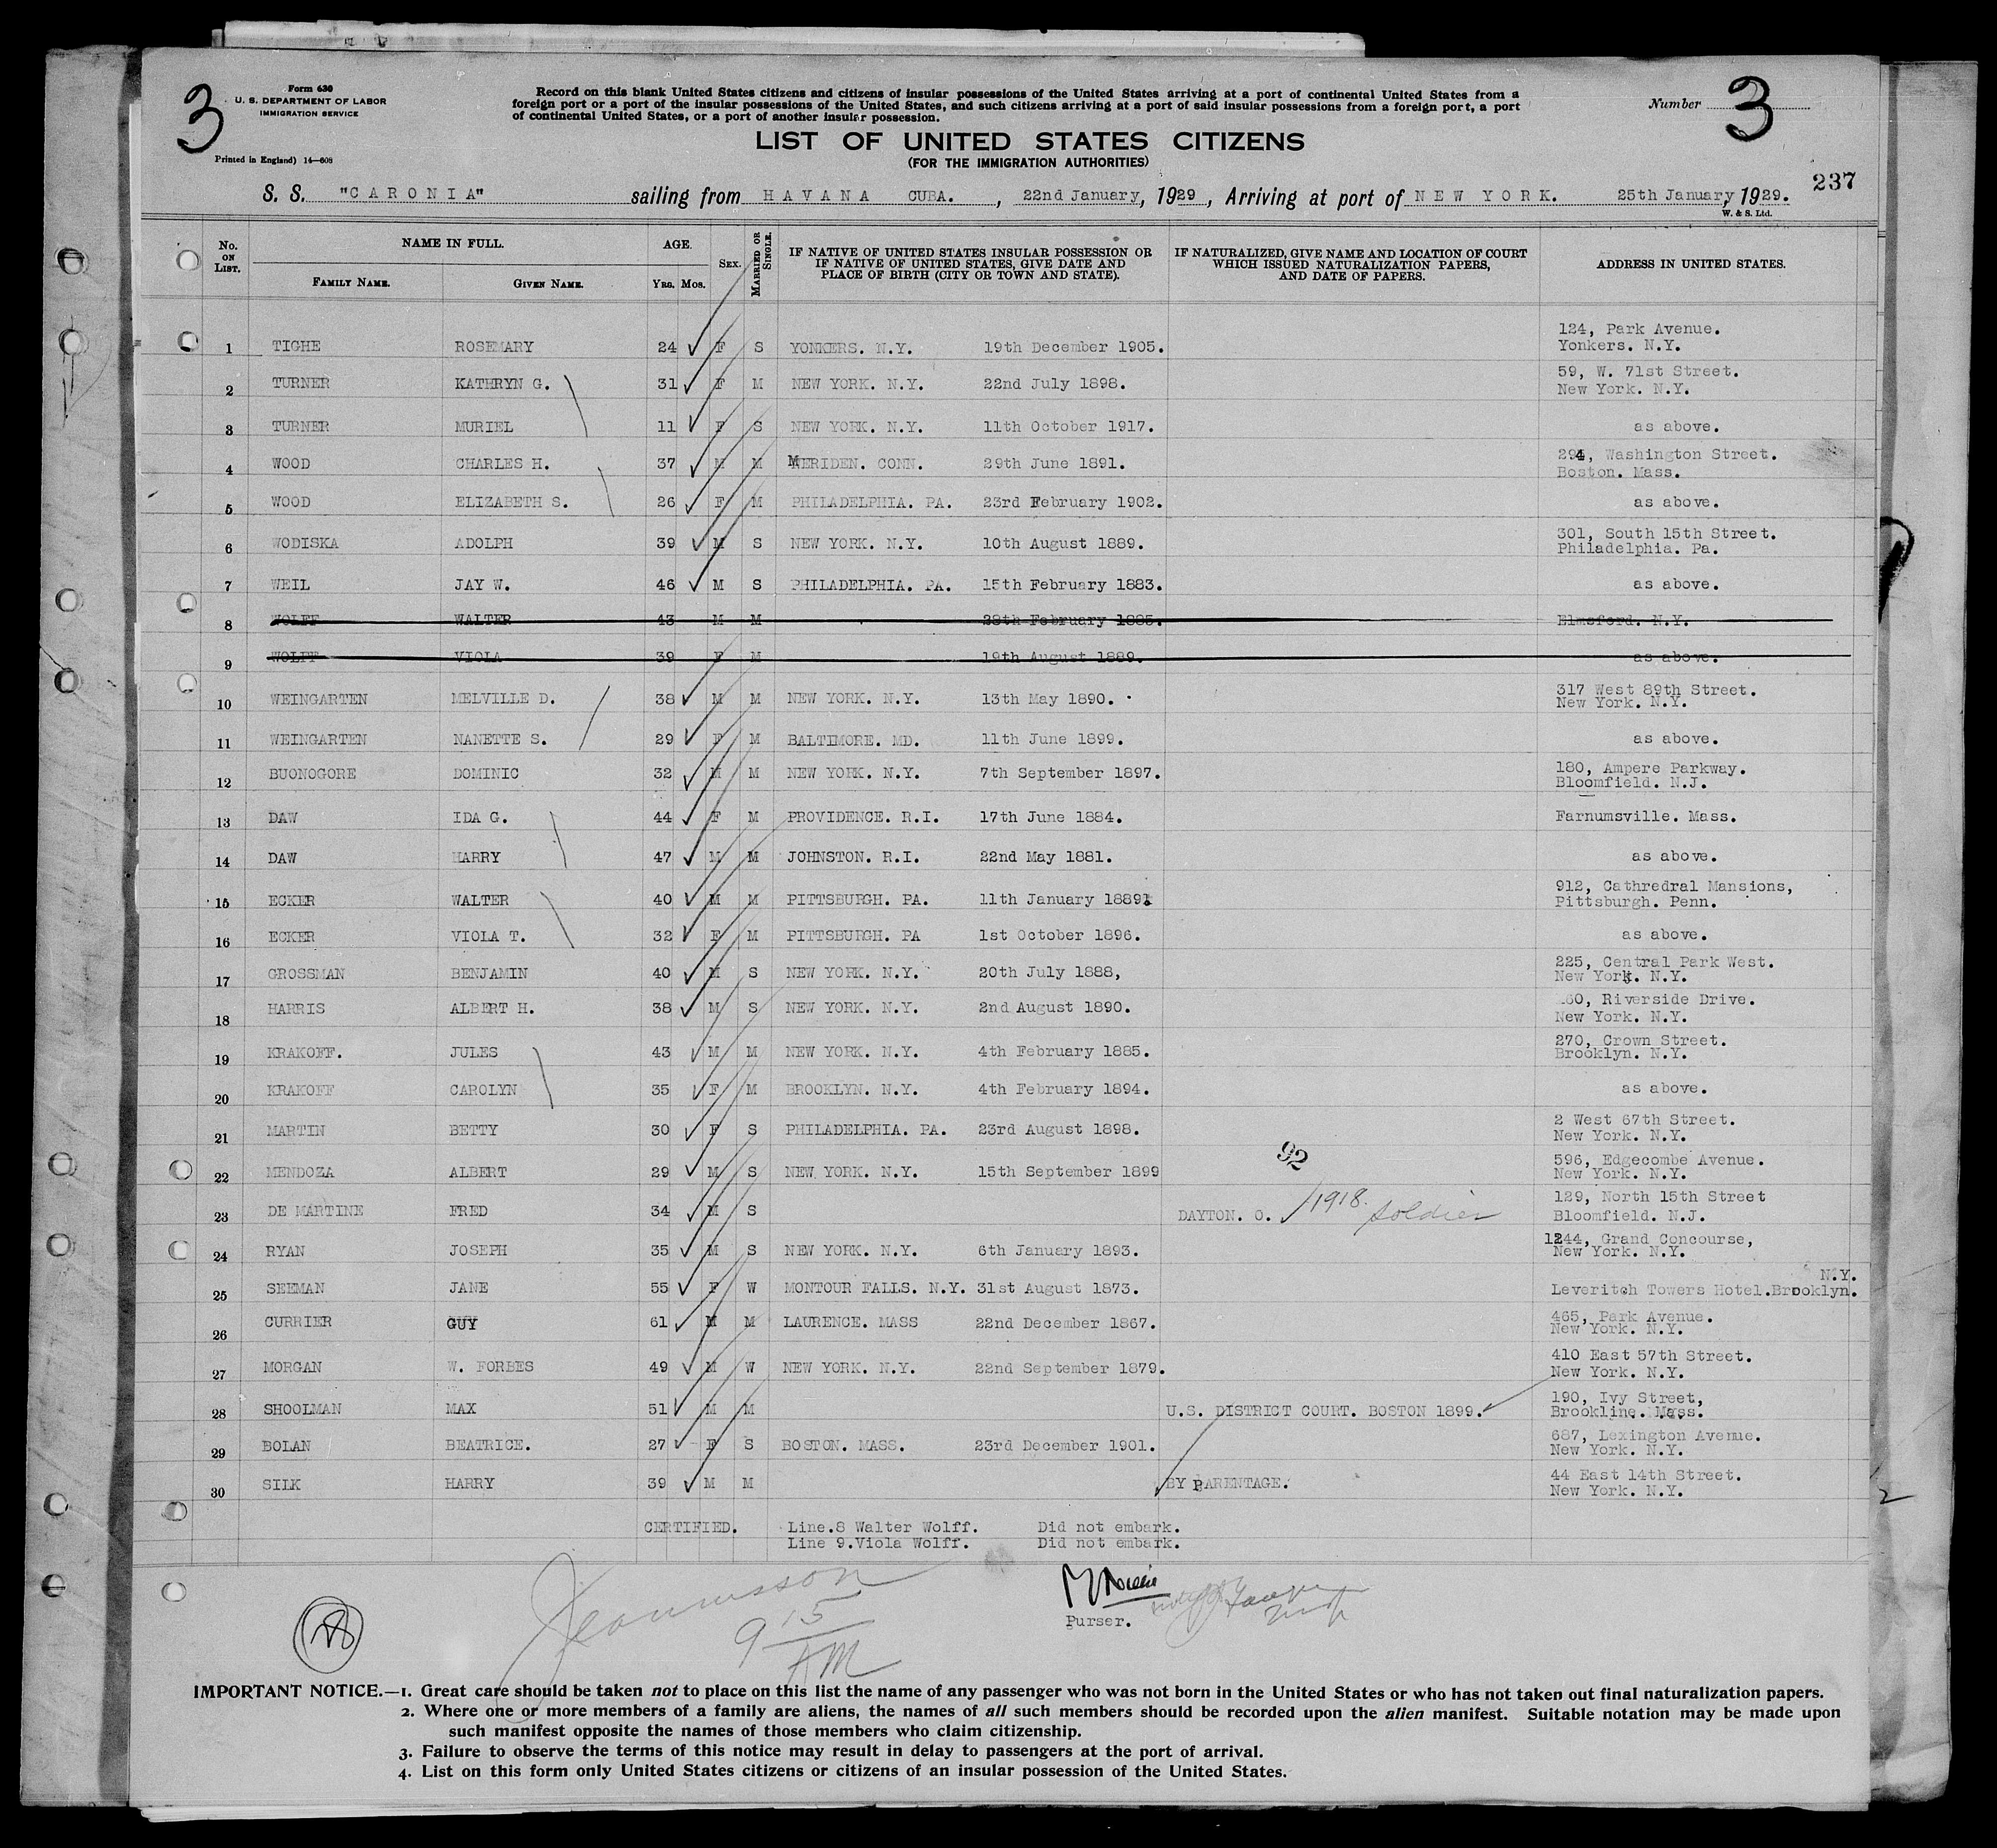 3
Form 630
U. S. DEPARTMENT OF LABOR
IMMIGRATION SERVICE
Printed in England) 14—608
Record on this blank United States citizens and citizens of insular possessions of the United States arriving at a port of continental United States from a
foreign port or a port of the insular possessions of the United States, and such citizens arriving at a port of said insular possessions from a foreign port, a port
of continental United States, or a port of another insular possession.
Number 3
LIST OF UNITED STATES CITIZENS
(FOR THE IMMIGRATION AUTHORITIES)
237
S. S. "CARONIA" sailing from HAVANA CUBA. , 22nd January, 1929 , Arriving at port of NEW YORK. 25th January, 1929.
W. & S. Ltd.
No. ON LIST. NAME IN FULL. FAMILY NAME. GIVEN NAME. AGE. YRS. MOS. SEX. MARRIED OR SINGLE. IF NATIVE OF UNITED STATES INSULAR POSSESSION OR IF NATIVE OF UNITED STATES, GIVE DATE AND PLACE OF BIRTH (CITY OR TOWN AND STATE). IF NATURALIZED, GIVE NAME AND LOCATION OF COURT WHICH ISSUED NATURALIZATION PAPERS, AND DATE OF PAPERS. ADDRESS IN UNITED STATES.
1 TIGHE ROSEMARY 24 F S YONKERS. N.Y. 19th December 1905. 124, Park Avenue. Yonkers. N.Y.
2 TURNER KATHRYN G. 31 F M NEW YORK. N.Y. 22nd July 1898. 59, W. 71st Street. New York. N.Y.
3 TURNER MURIEL 11 F S NEW YORK. N.Y. 11th October 1917. as above.
4 WOOD CHARLES H. 37 M M MERIDEN. CONN. 29th June 1891. 294, Washington Street. Boston. Mass.
5 WOOD ELIZABETH S. 26 F M PHILADELPHIA. PA. 23rd February 1902. as above.
6 WODISKA ADOLPH 39 M S NEW YORK. N.Y. 10th August 1889. 301, South 15th Street. Philadelphia. Pa.
7 WEIL JAY W. 46 M S PHILADELPHIA. PA. 15th February 1883. as above.
8 WOLFF WALTER 43 M M 28th February 1885. Elmsford. N.Y.
9 WOLFF VIOLA 39 F M 19th August 1889. as above.
10 WEINGARTEN MELVILLE D. 38 M M NEW YORK. N.Y. 13th May 1890. 317 West 89th Street. New York. N.Y.
11 WEINGARTEN NANETTE S. 29 F M BALTIMORE. MD. 11th June 1899. as above.
12 BUONOGORE DOMINIC 32 M M NEW YORK. N.Y. 7th September 1897. 180, Ampere Parkway. Bloomfield. N.J.
13 DAW IDA G. 44 F M PROVIDENCE. R.I. 17th June 1884. Farnumsville. Mass.
14 DAW HARRY 47 M M JOHNSTON. R.I. 22nd May 1881. as above.
15 ECKER WALTER 40 M M PITTSBURGH. PA. 11th January 1889. 912, Cathredral Mansions, Pittsburgh. Penn.
16 ECKER VIOLA T. 32 F M PITTSBURGH. PA 1st October 1896. as above.
17 GROSSMAN BENJAMIN 40 M S NEW YORK. N.Y. 20th July 1888, 225, Central Park West. New York. N.Y.
18 HARRIS ALBERT H. 38 M S NEW YORK. N.Y. 2nd August 1890. Riverside Drive. New York. N.Y.
19 KRAKOFF. JULES 43 M M NEW YORK. N.Y. 4th February 1885. 270, Crown Street. Brooklyn. N.Y.
20 KRAKOFF CAROLYN 35 F M BROOKLYN. N.Y. 4th February 1894. as above.
21 MARTIN BETTY 30 F S PHILADELPHIA. PA. 23rd August 1898. 2 West 67th Street. New York. N.Y.
92
22 MENDOZA ALBERT 29 M S NEW YORK. N.Y. 15th September 1899 596, Edgecombe Avenue. New York. N.Y.
23 DE MARTINE FRED 34 M S DAYTON. O. 1918. soldier 129, North 15th Street Bloomfield. N.J.
24 RYAN JOSEPH 35 M S NEW YORK. N.Y. 6th January 1893. 1244, Grand Concourse, New York. N.Y.
25 SEEMAN JANE 55 F W MONTOUR FALLS. N.Y. 31st August 1873. Leveritch Towers Hotel.Brooklyn. N.Y.
26 CURRIER GUY 61 M M LAURENCE. MASS 22nd December 1867. 465, Park Avenue. New York. N.Y.
27 MORGAN W. FORBES 49 M W NEW YORK. N.Y. 22nd September 1879. 410 East 57th Street. New York. N.Y.
28 SHOOLMAN MAX 51 M M U.S. DISTRICT COURT. BOSTON 1899. 190, Ivy Street, Brookline. Mass.
29 BOLAN BEATRICE. 27 F S BOSTON. MASS. 23rd December 1901. 687, Lexington Avenue. New York. N.Y.
30 SILK HARRY 39 M M BY PARENTAGE. 44 East 14th Street. New York. N.Y.
CERTIFIED. Line.8 Walter Wolff. Did not embark.
Line 9.Viola Wolff. Did not embark.
9 15 AM
Purser.
28
IMPORTANT NOTICE.—1. Great care should be taken not to place on this list the name of any passenger who was not born in the United States or who has not taken out final naturalization papers.
2. Where one or more members of a family are aliens, the names of all such members should be recorded upon the alien manifest. Suitable notation may be made upon
such manifest opposite the names of those members who claim citizenship.
3. Failure to observe the terms of this notice may result in delay to passengers at the port of arrival.
4. List on this form only United States citizens or citizens of an insular possession of the United States.